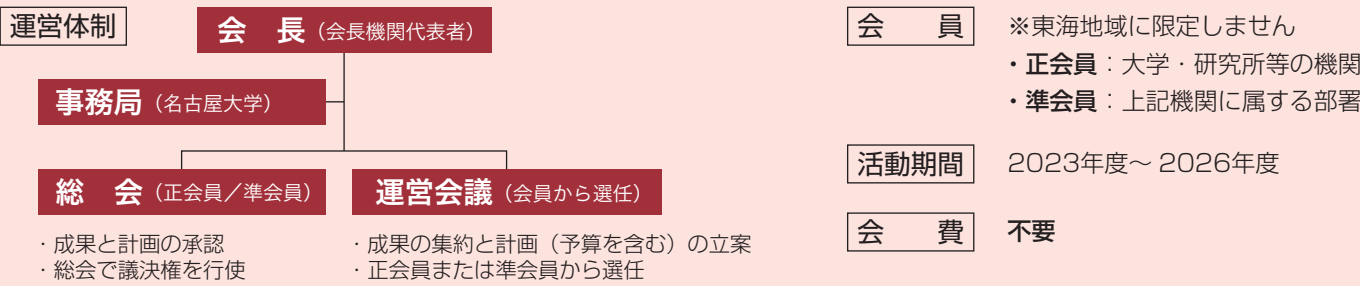 運営体制
会 長（会長機関代表者）
事務局（名古屋大学）
総 会（正会員／準会員）
・成果と計画の承認
・総会で議決権を行使
運営会議（会員から選任）
・成果の集約と計画（予算を含む）の立案
・正会員または準会員から選任
会 員
※東海地域に限定しません
・正会員：大学・研究所等の機関
・準会員：上記機関に属する部署
活動期間
2023年度～2026年度
会 費
不要